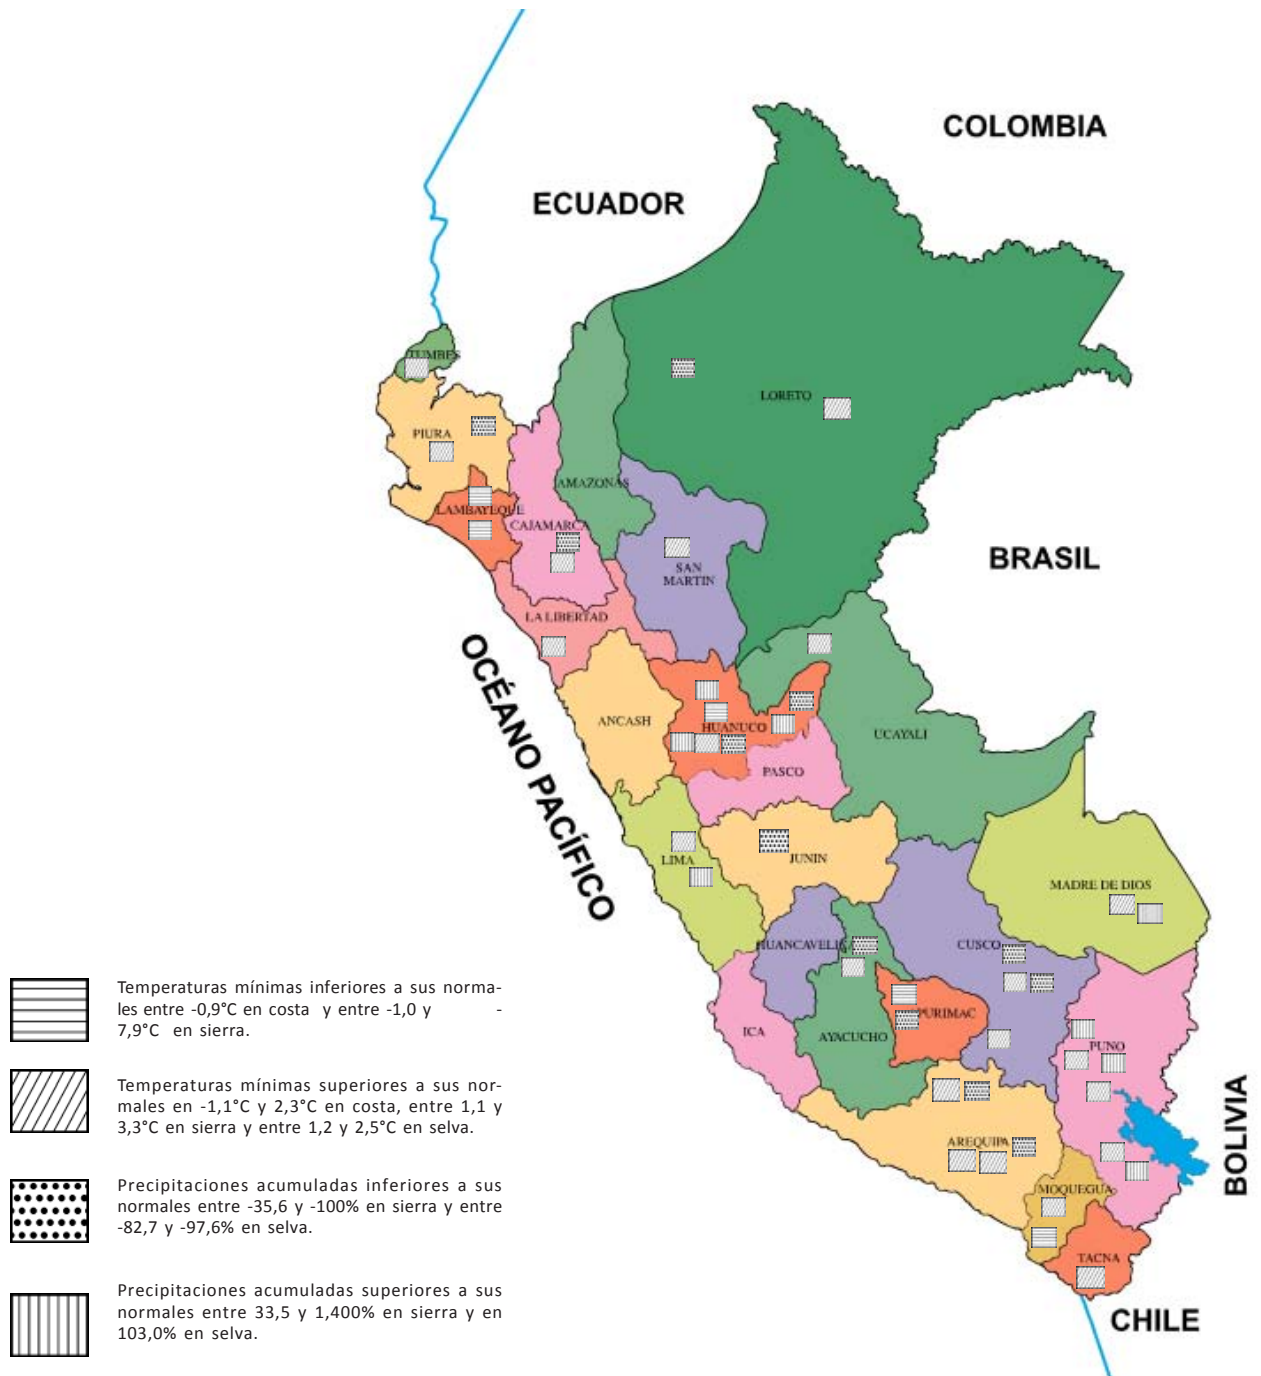 COLOMBIA
ECUADOR
TUMBES
LORETO
PIURA
AMAZONAS
LAMBAYEQUE
CAJAMARCA
BRASIL
SAN
MARTIN
LA LIBERTAD
OCÉANO PACÍFICO
ANCASH
HUANUCO
UCAYALI
PASCO
LIMA
JUNIN
MADRE DE DIOS
HUANCAVELICA
CUSCO
ICA
AYACUCHO
PURIMAC
PUNO
AREQUIPA
BOLIVIA
MOQUEGUA
TACNA
CHILE
Temperaturas mínimas inferiores a sus norma-
les entre -0,9°C en costa y entre -1,0 y -
7,9°C en sierra.
Temperaturas mínimas superiores a sus nor-
males en -1,1°C y 2,3°C en costa, entre 1,1 y
3,3°C en sierra y entre 1,2 y 2,5°C en selva.
Precipitaciones acumuladas inferiores a sus
normales entre -35,6 y -100% en sierra y entre
-82,7 y -97,6% en selva.
Precipitaciones acumuladas superiores a sus
normales entre 33,5 y 1,400% en sierra y en
103,0% en selva.